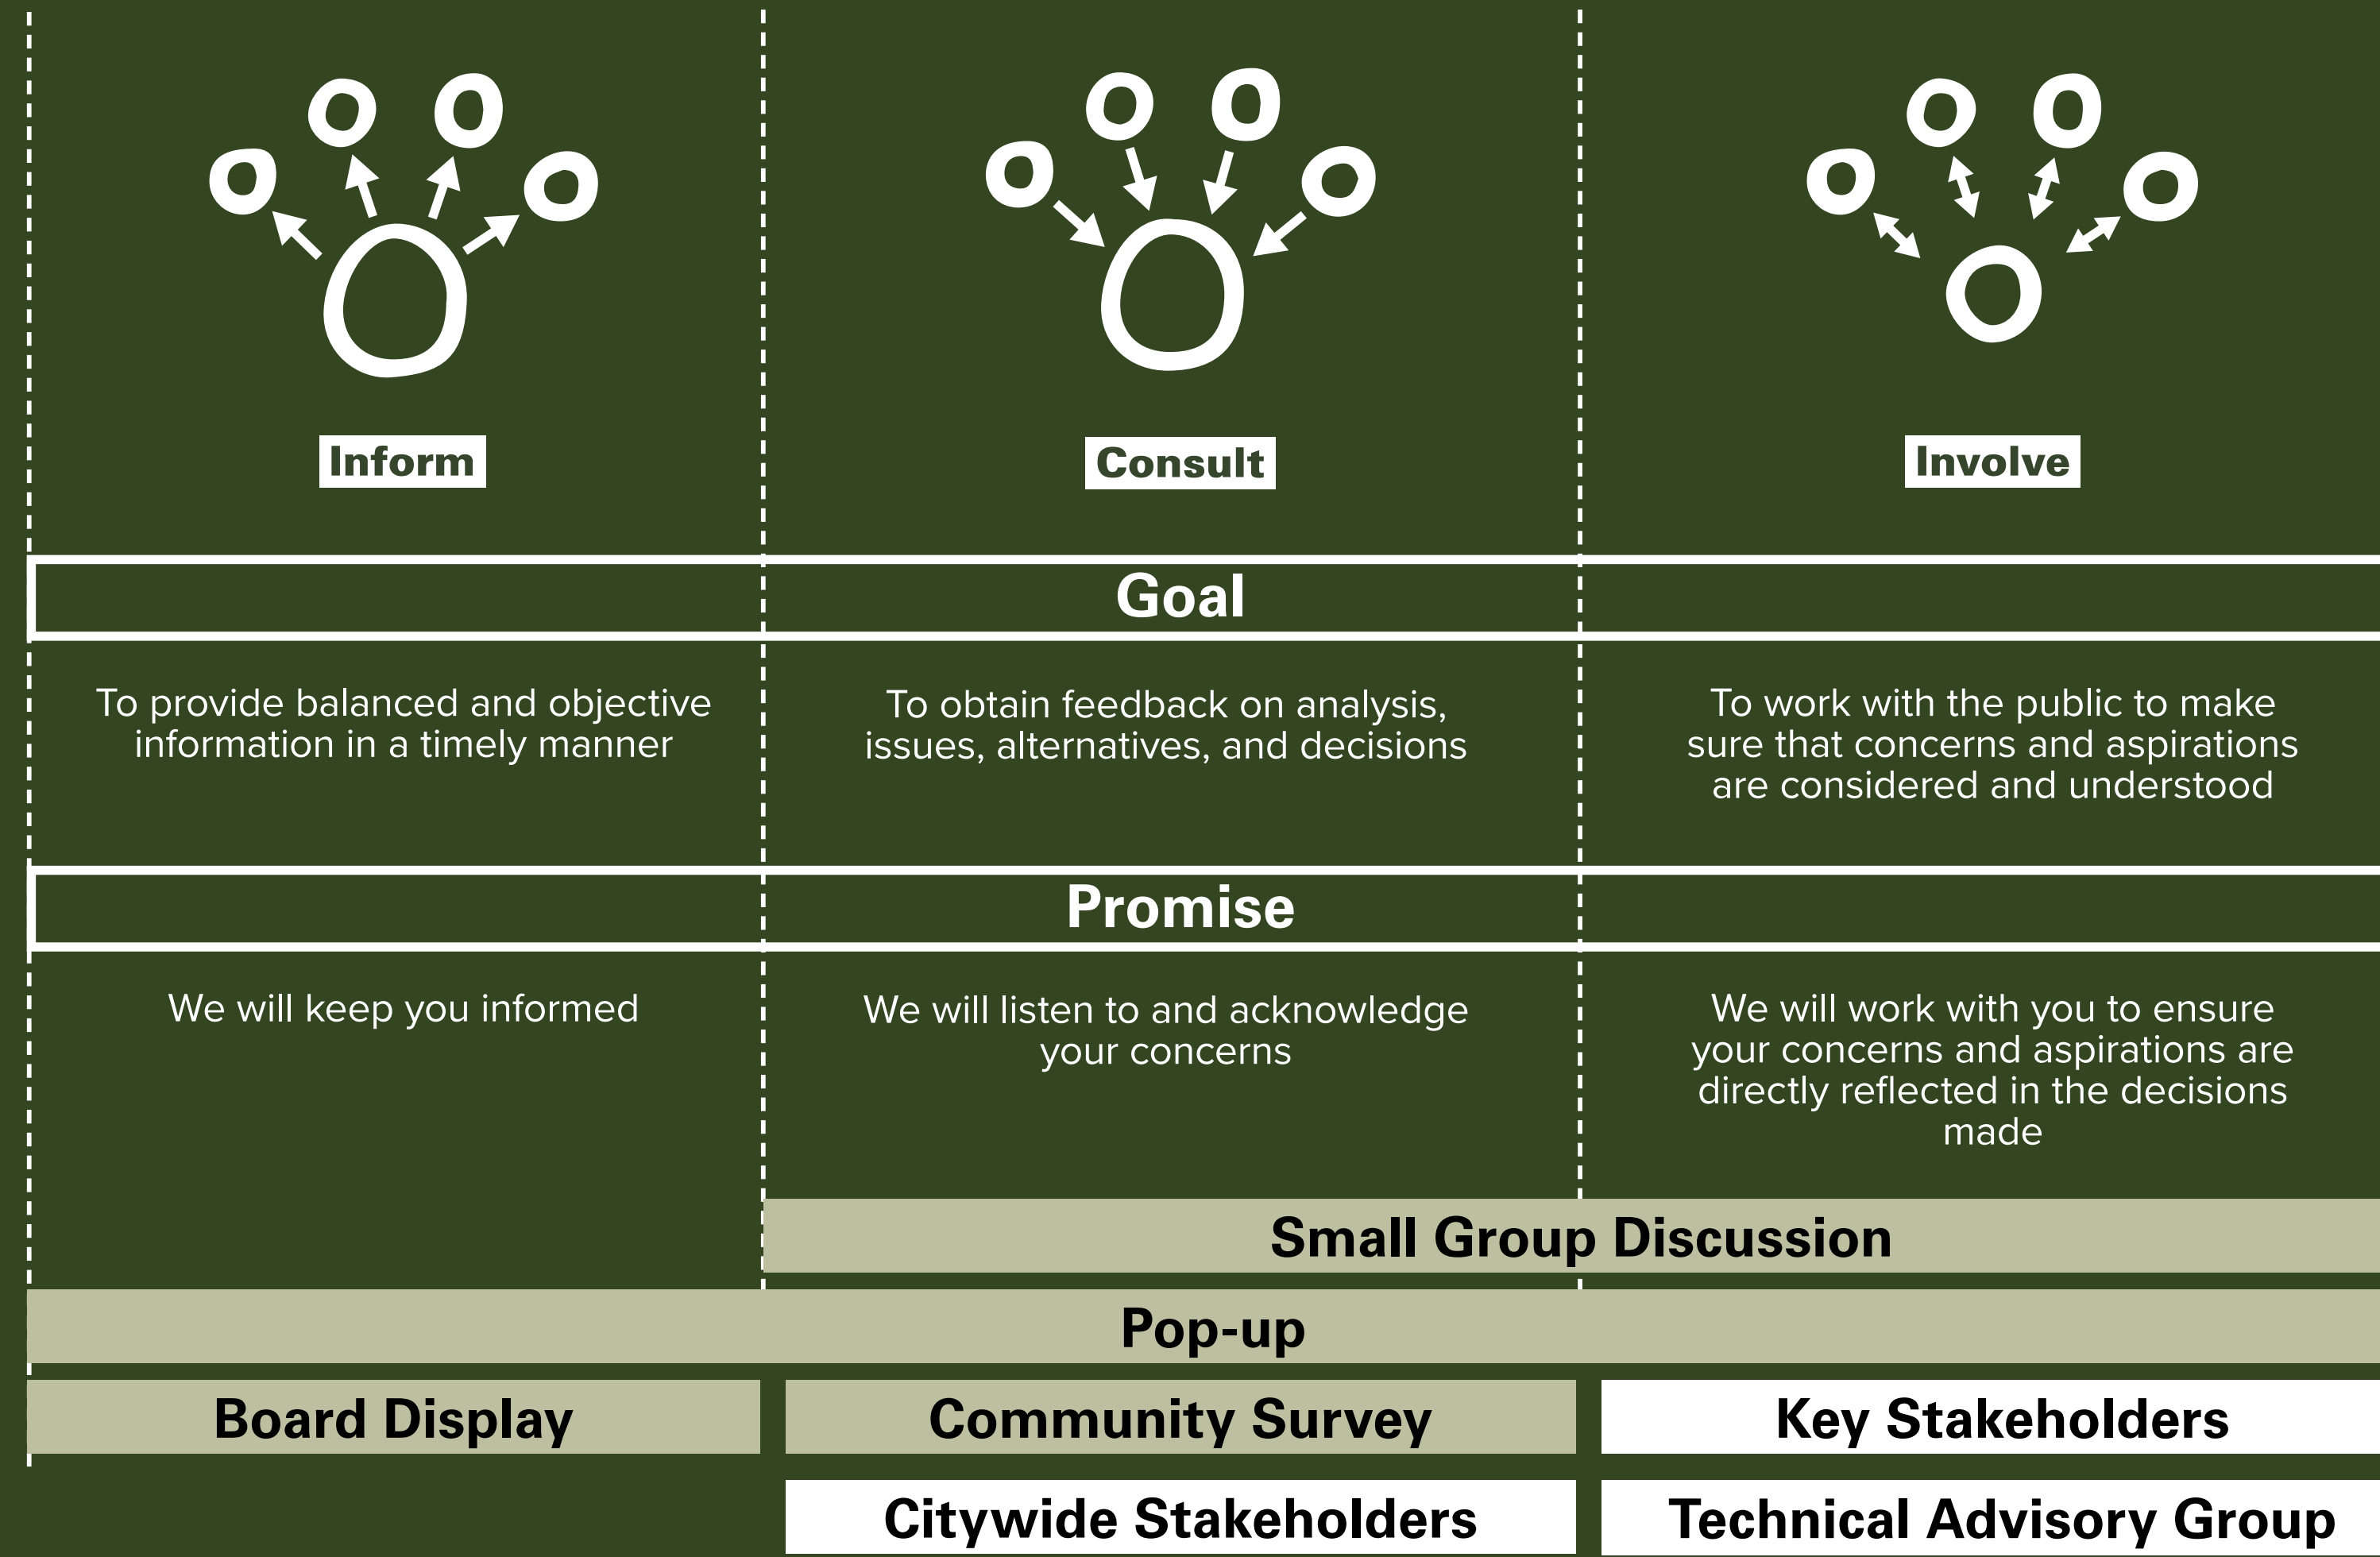 Inform
Consult
Involve
Goal
To provide balanced and objective
information in a timely manner
To obtain feedback on analysis,
issues, alternatives, and decisions
To work with the public to make
sure that concerns and aspirations
are considered and understood
Promise
We will keep you informed
We will listen to and acknowledge
your concerns
We will work with you to ensure
your concerns and aspirations are
directly reflected in the decisions
made
Small Group Discussion
Pop-up
Board Display
Community Survey
Key Stakeholders
Citywide Stakeholders
Technical Advisory Group